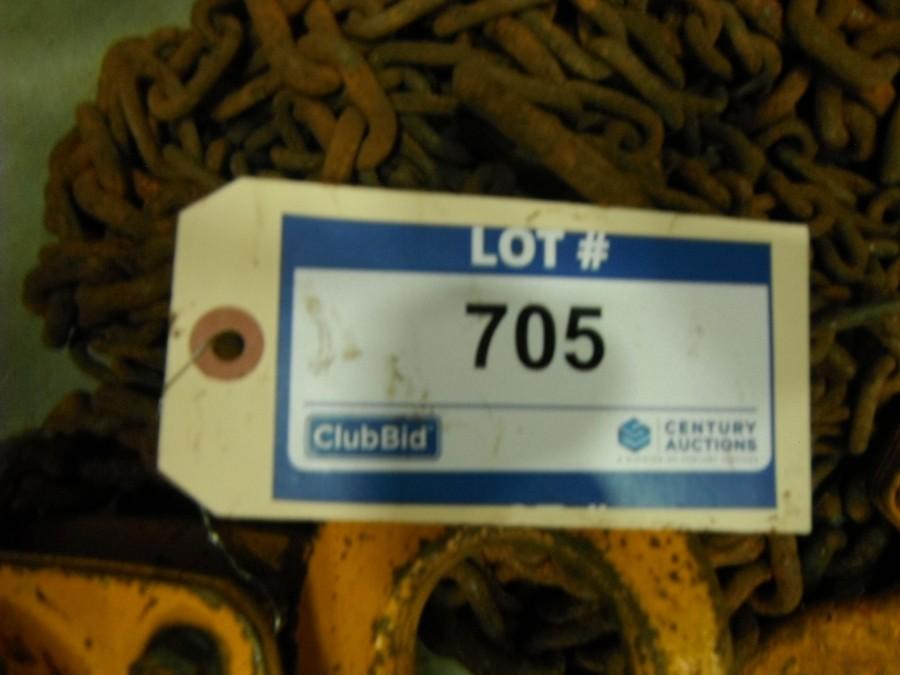 LOT #
705
ClubBid
CENTURY
AUCTIONS